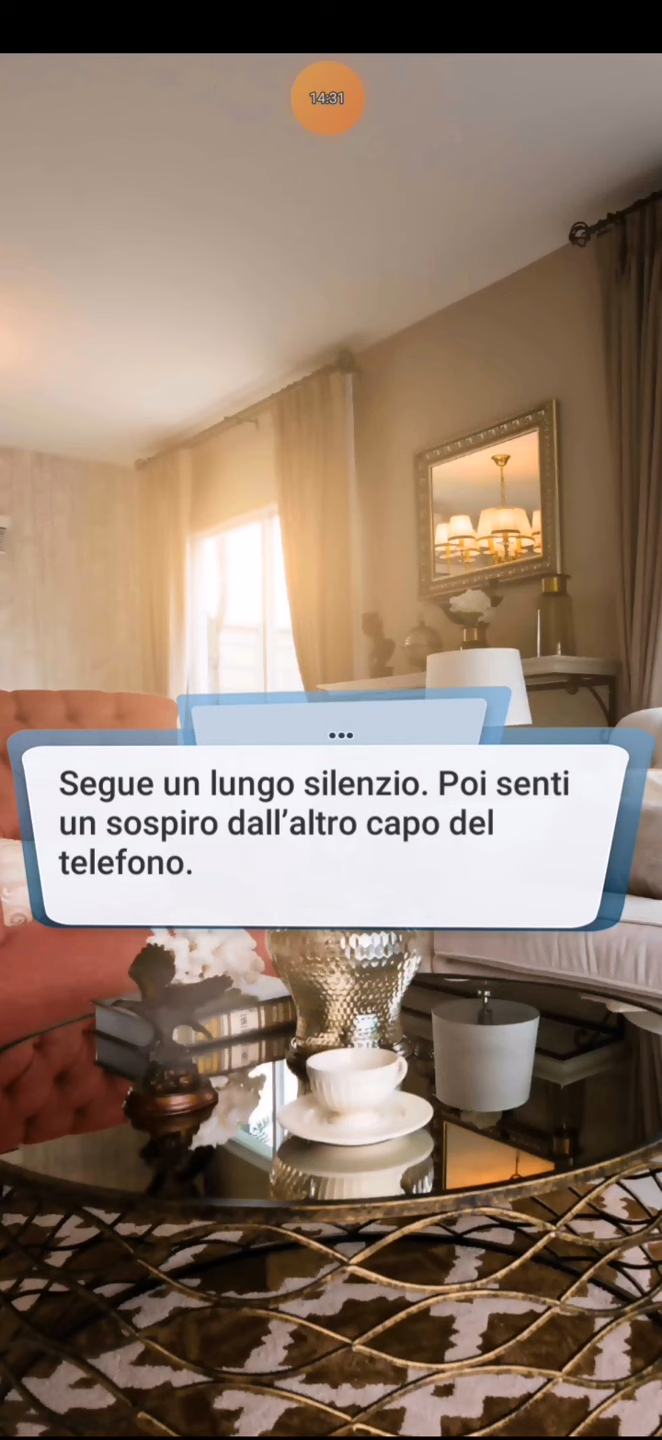 14:31
...
Segue un lungo silenzio. Poi senti
un sospiro dall’altro capo del
telefono.